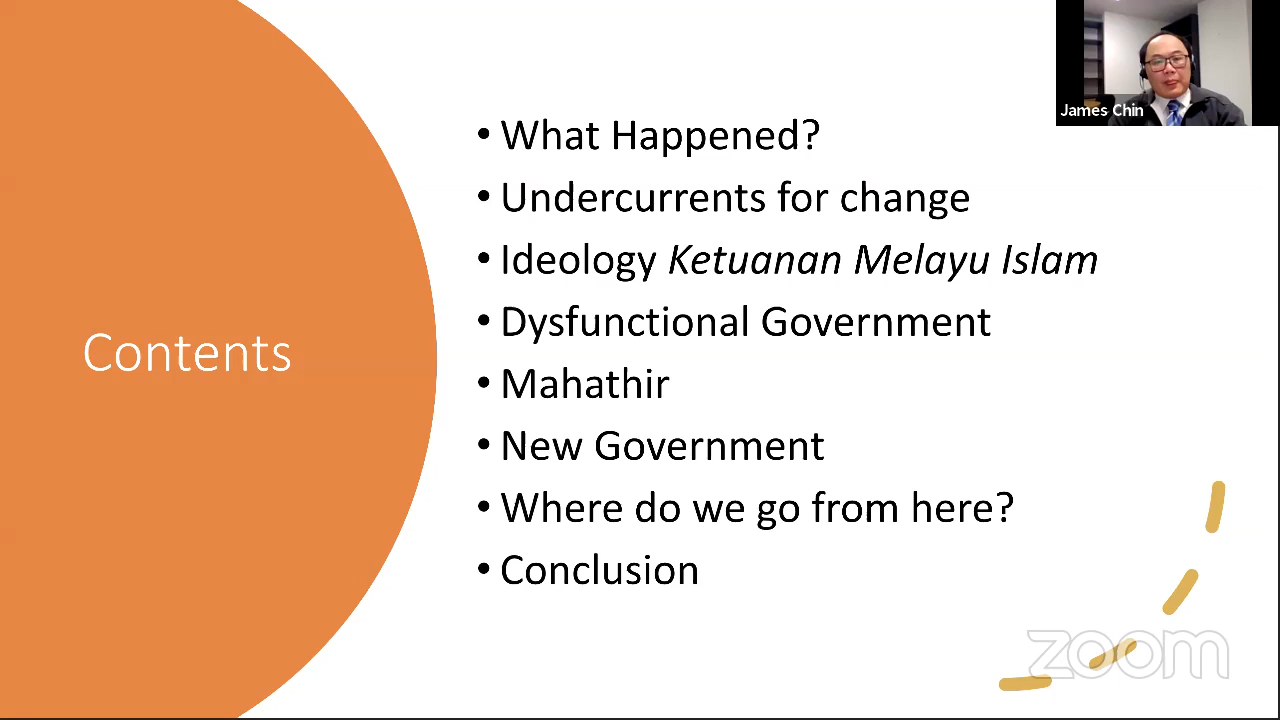 James Chin
Contents
• What Happened?
• Undercurrents for change
• Ideology Ketuanan Melayu Islam
• Dysfunctional Government
• Mahathir
• New Government
• Where do we go from here?
• Conclusion
zoom